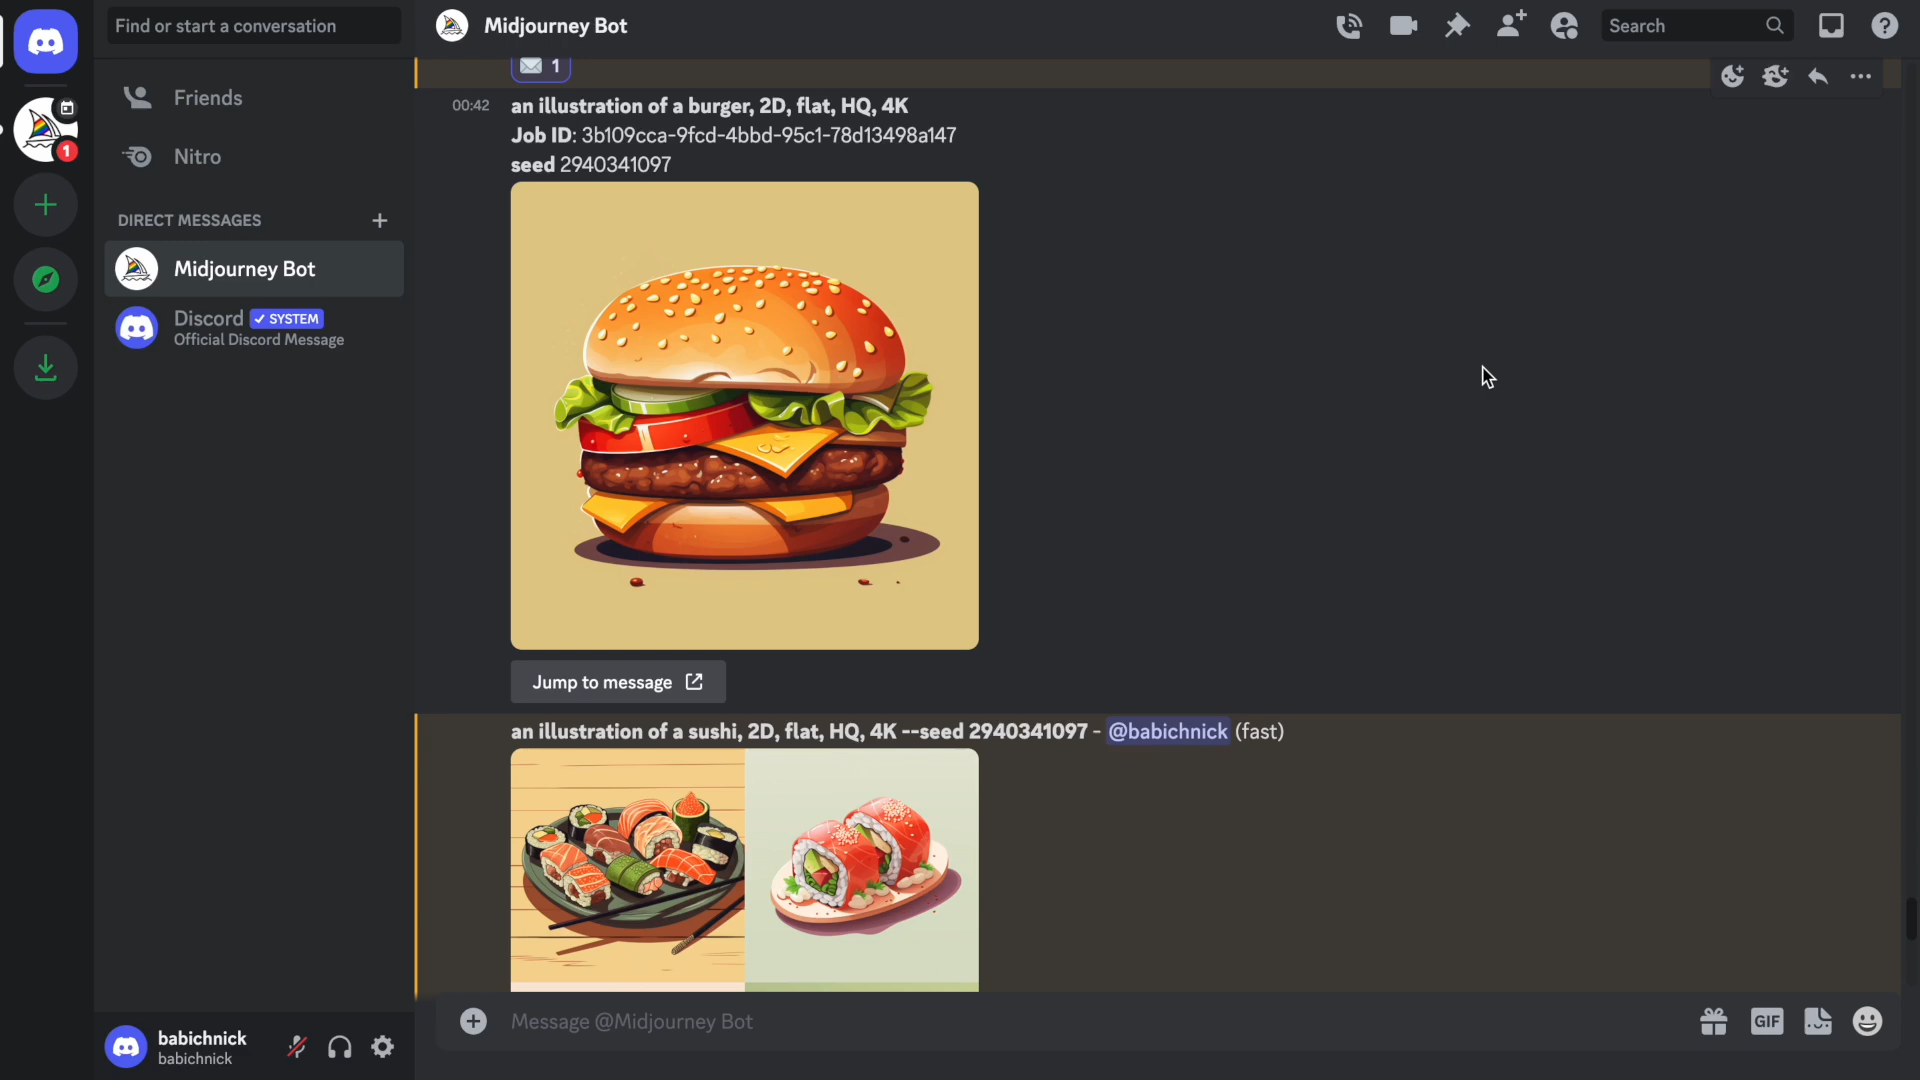 Find or start a conversation
Midjourney Bot
Search
1
Friends
Nitro
1
DIRECT MESSAGES
Midjourney Bot
Discord SYSTEM
Official Discord Message
00:42 an illustration of a burger, 2D, flat, HQ, 4K
Job ID: 3b109cca-9fcd-4bbd-95c1-78d13498a147
seed 2940341097
Jump to message
an illustration of a sushi, 2D, flat, HQ, 4K --seed 2940341097 - @babichnick (fast)
babichnick
babichnick
Message @Midjourney Bot
GIF